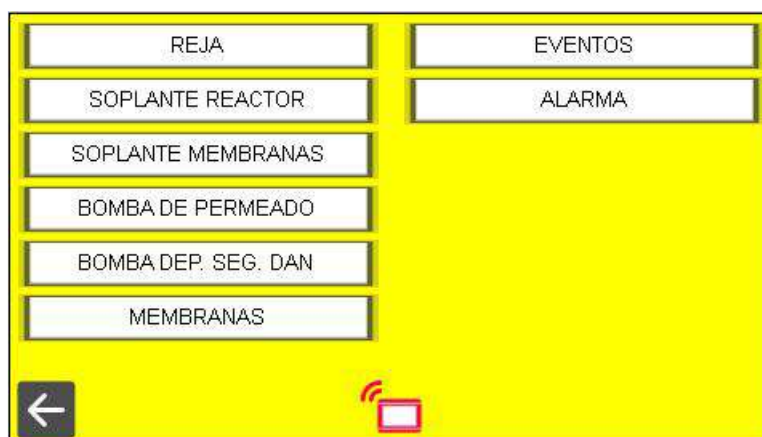 REJA
SOPLANTE REACTOR
SOPLANTE MEMBRANAS
BOMBA DE PERMEADO
BOMBA DEP. SEG. DAN
MEMBRANAS
EVENTOS
ALARMA